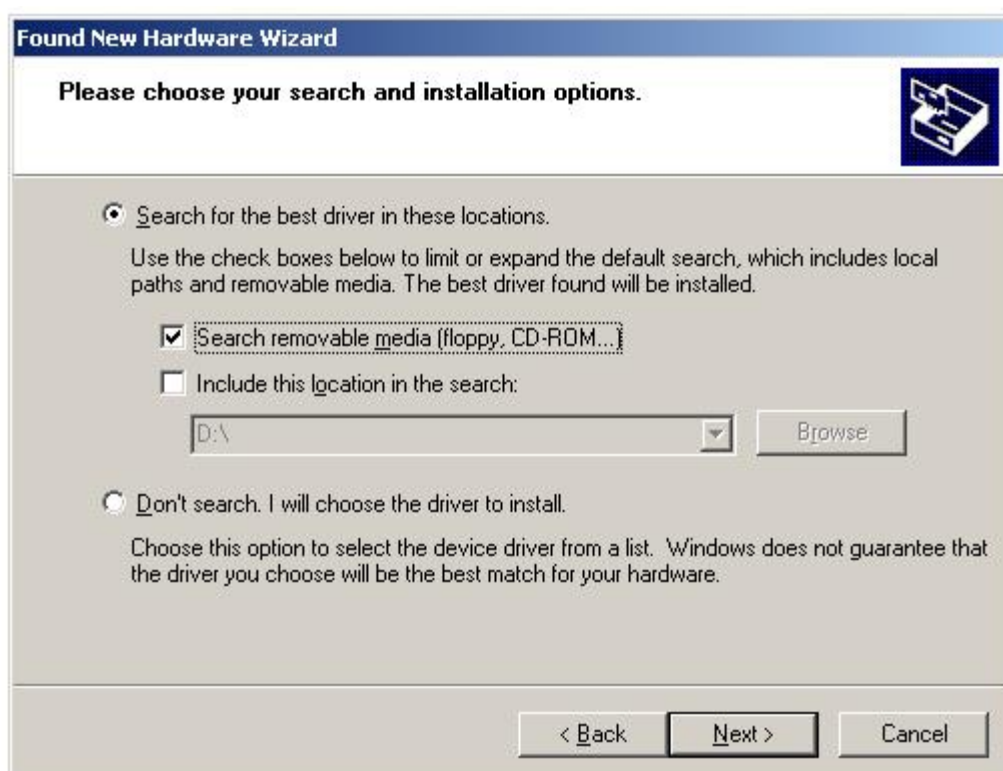 Found New Hardware Wizard
Please choose your search and installation options.
Search for the best driver in these locations.
Use the check boxes below to limit or expand the default search, which includes local
paths and removable media. The best driver found will be installed.
Search removable media (floppy, CD-ROM...)
Include this location in the search:
D:\
Browse
Don't search. I will choose the driver to install.
Choose this option to select the device driver from a list. Windows does not guarantee that
the driver you choose will be the best match for your hardware.
< Back
Next >
Cancel